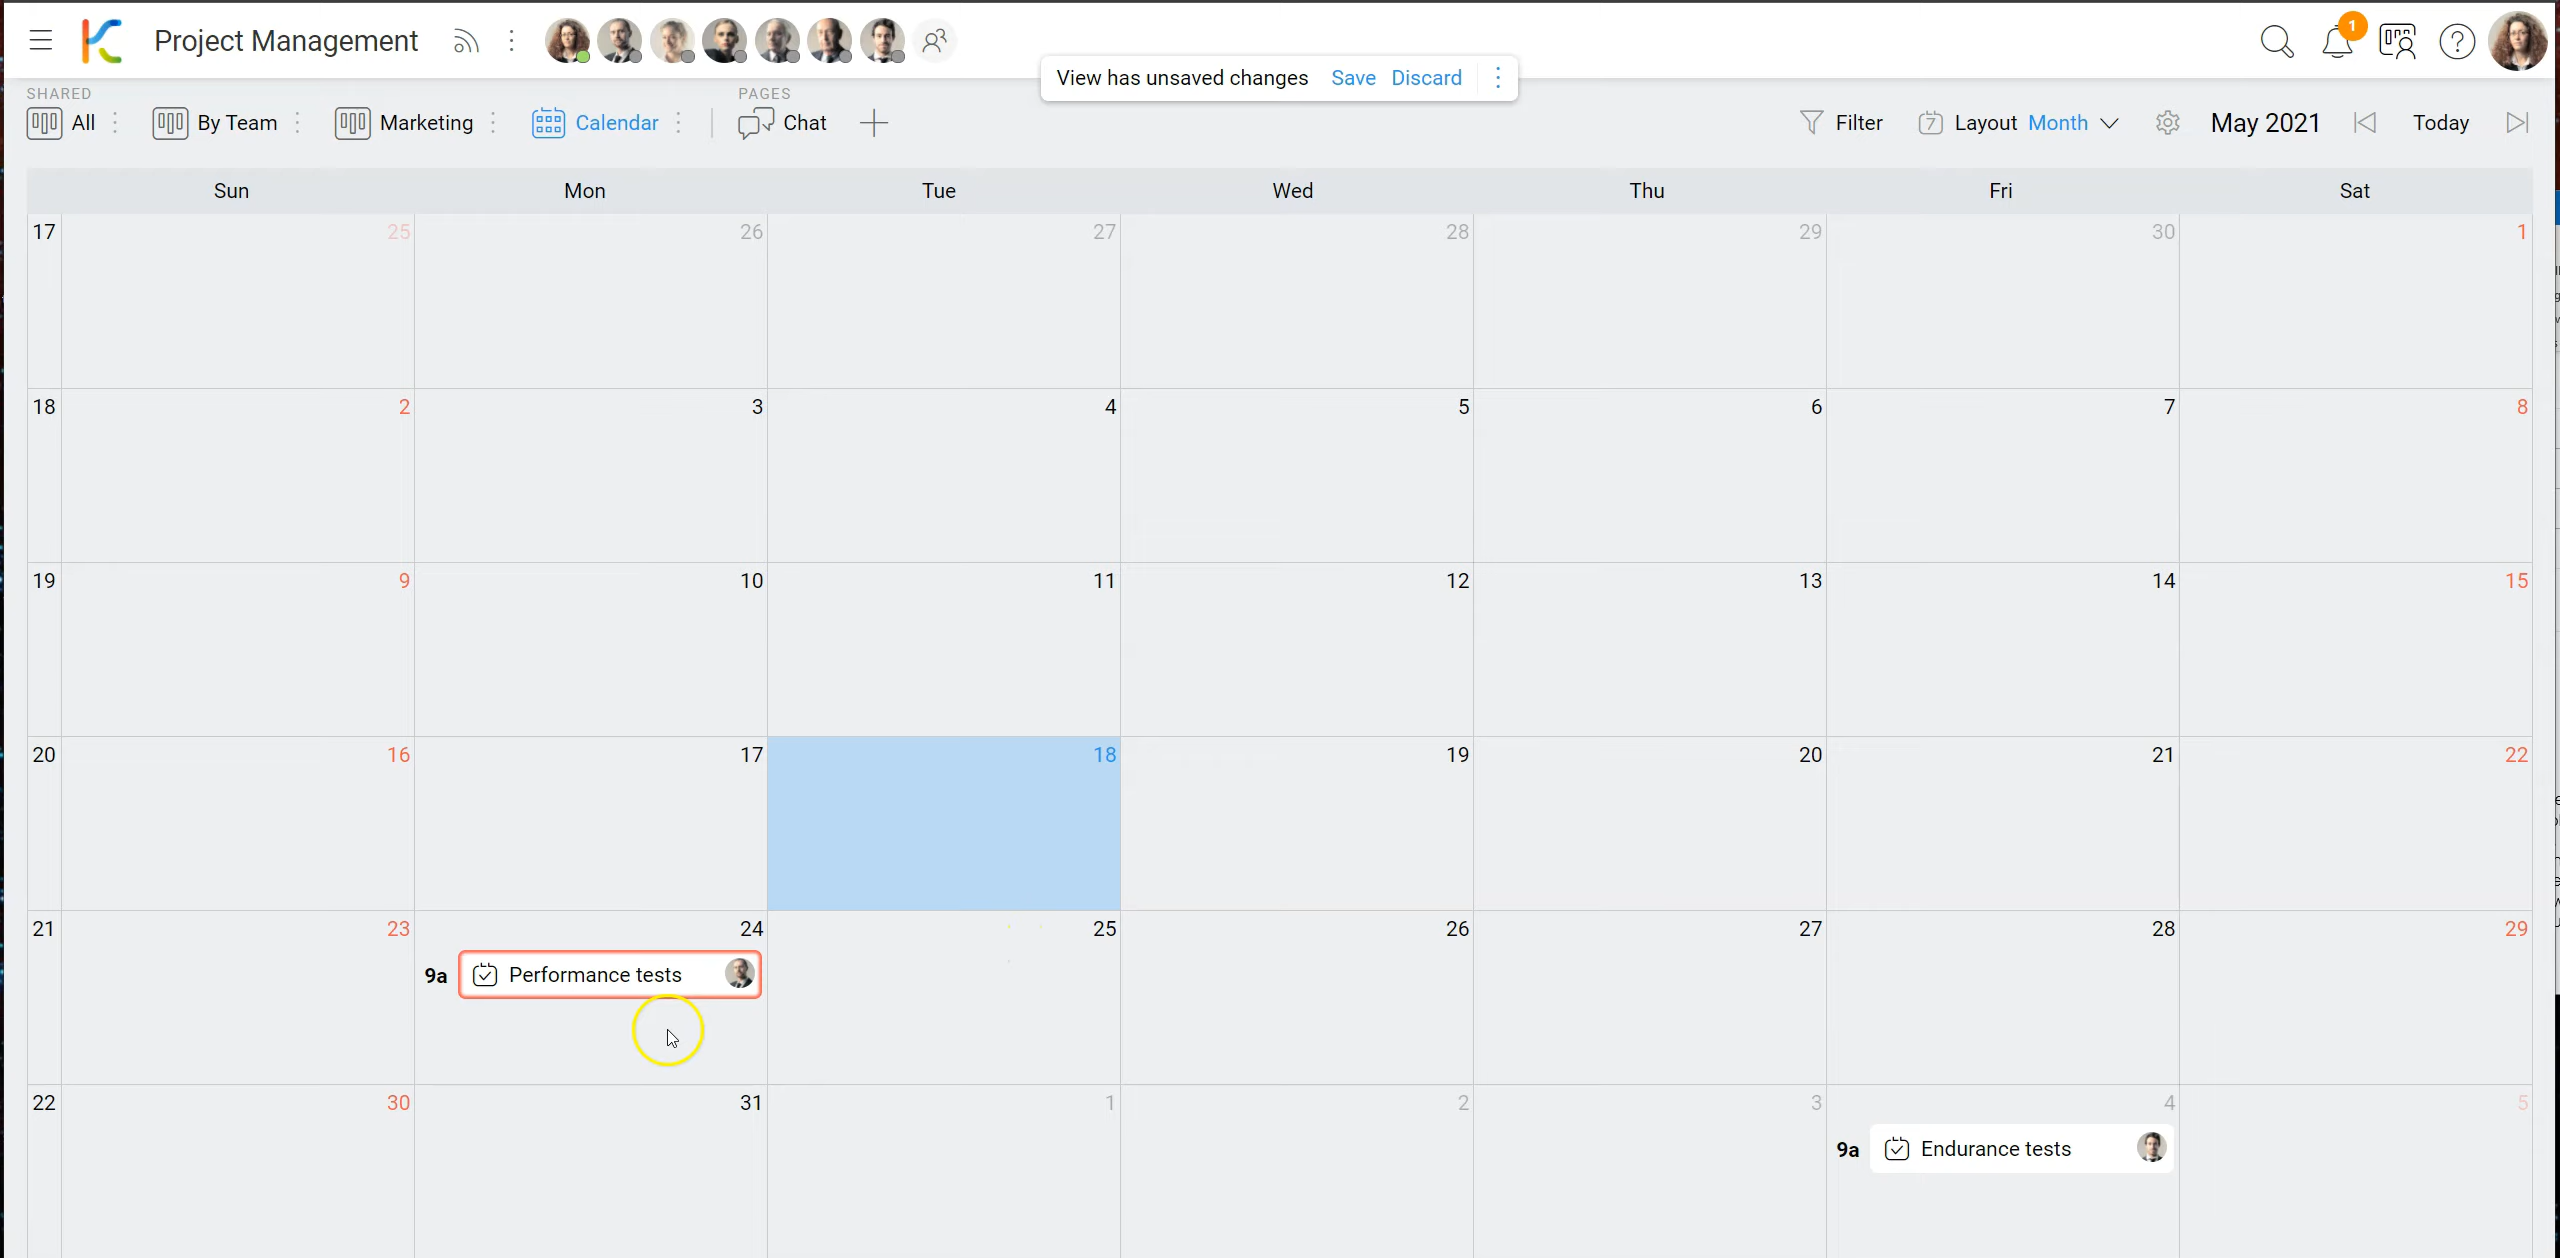 Project Management
1
View has unsaved changes Save Discard
SHARED
PAGES
All By Team Marketing Calendar Chat Filter 7 Layout Month May 2021 Today
Sun Mon Tue Wed Thu Fri Sat
17 25 26 27 28 29 30 1
18 2 3 4 5 6 7 8
19 9 10 11 12 13 14 15
20 16 17 18 19 20 21 22
21 23 24 25 26 27 28 29
9a Performance tests
22 30 31 1 2 3 4 5
9a Endurance tests